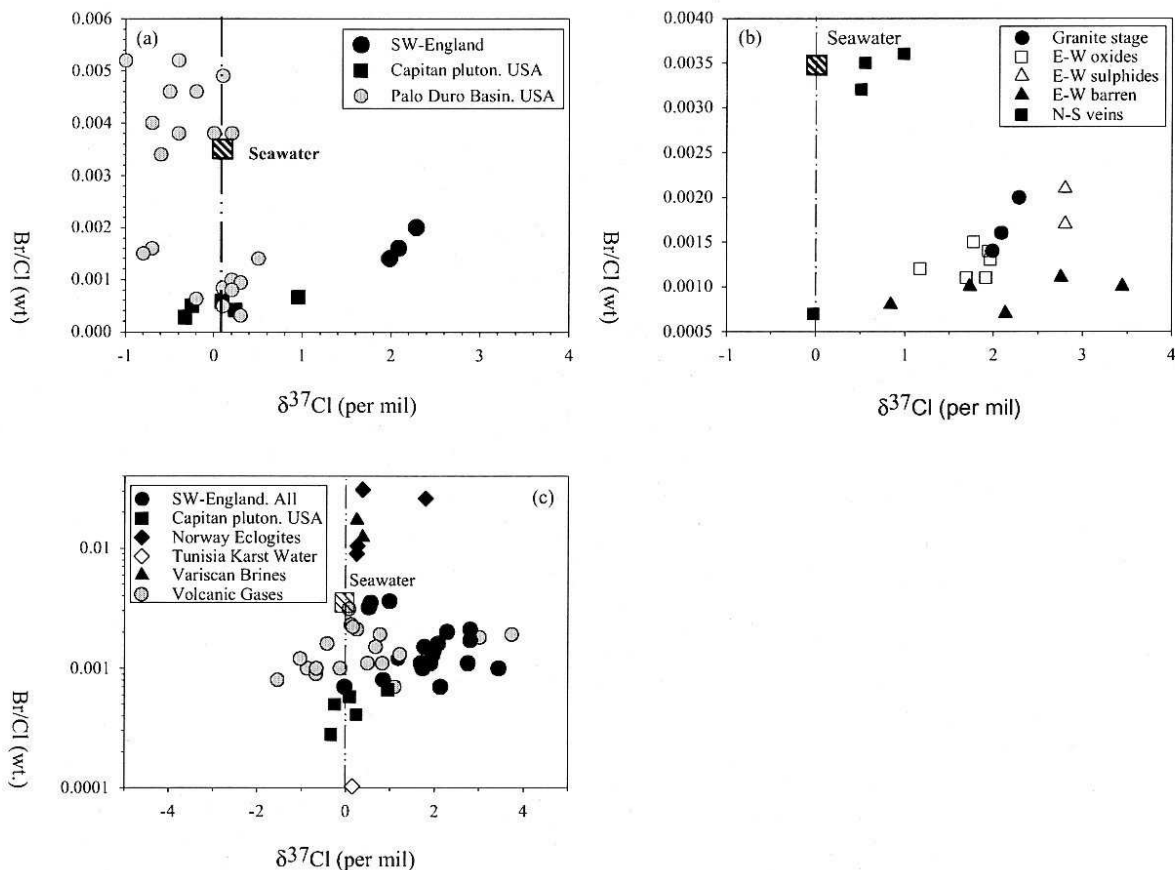 (a)
SW-England
Capitan pluton. USA
Palo Duro Basin. USA
Seawater
0.006
0.005
0.004
0.003
0.002
0.001
0.000
Br/Cl (wt)
-1 0 1 2 3 4
δ37Cl (per mil)
(b)
Seawater
Granite stage
E-W oxides
E-W sulphides
E-W barren
N-S veins
0.0040
0.0035
0.0030
0.0025
0.0020
0.0015
0.0010
0.0005
Br/Cl (wt)
-1 0 1 2 3 4
δ37Cl (per mil)
(c)
SW-England. All
Capitan pluton. USA
Norway Eclogites
Tunisia Karst Water
Variscan Brines
Volcanic Gases
Seawater
0.01
0.001
0.0001
Br/Cl (wt.)
-4 -2 0 2 4
δ37Cl (per mil)